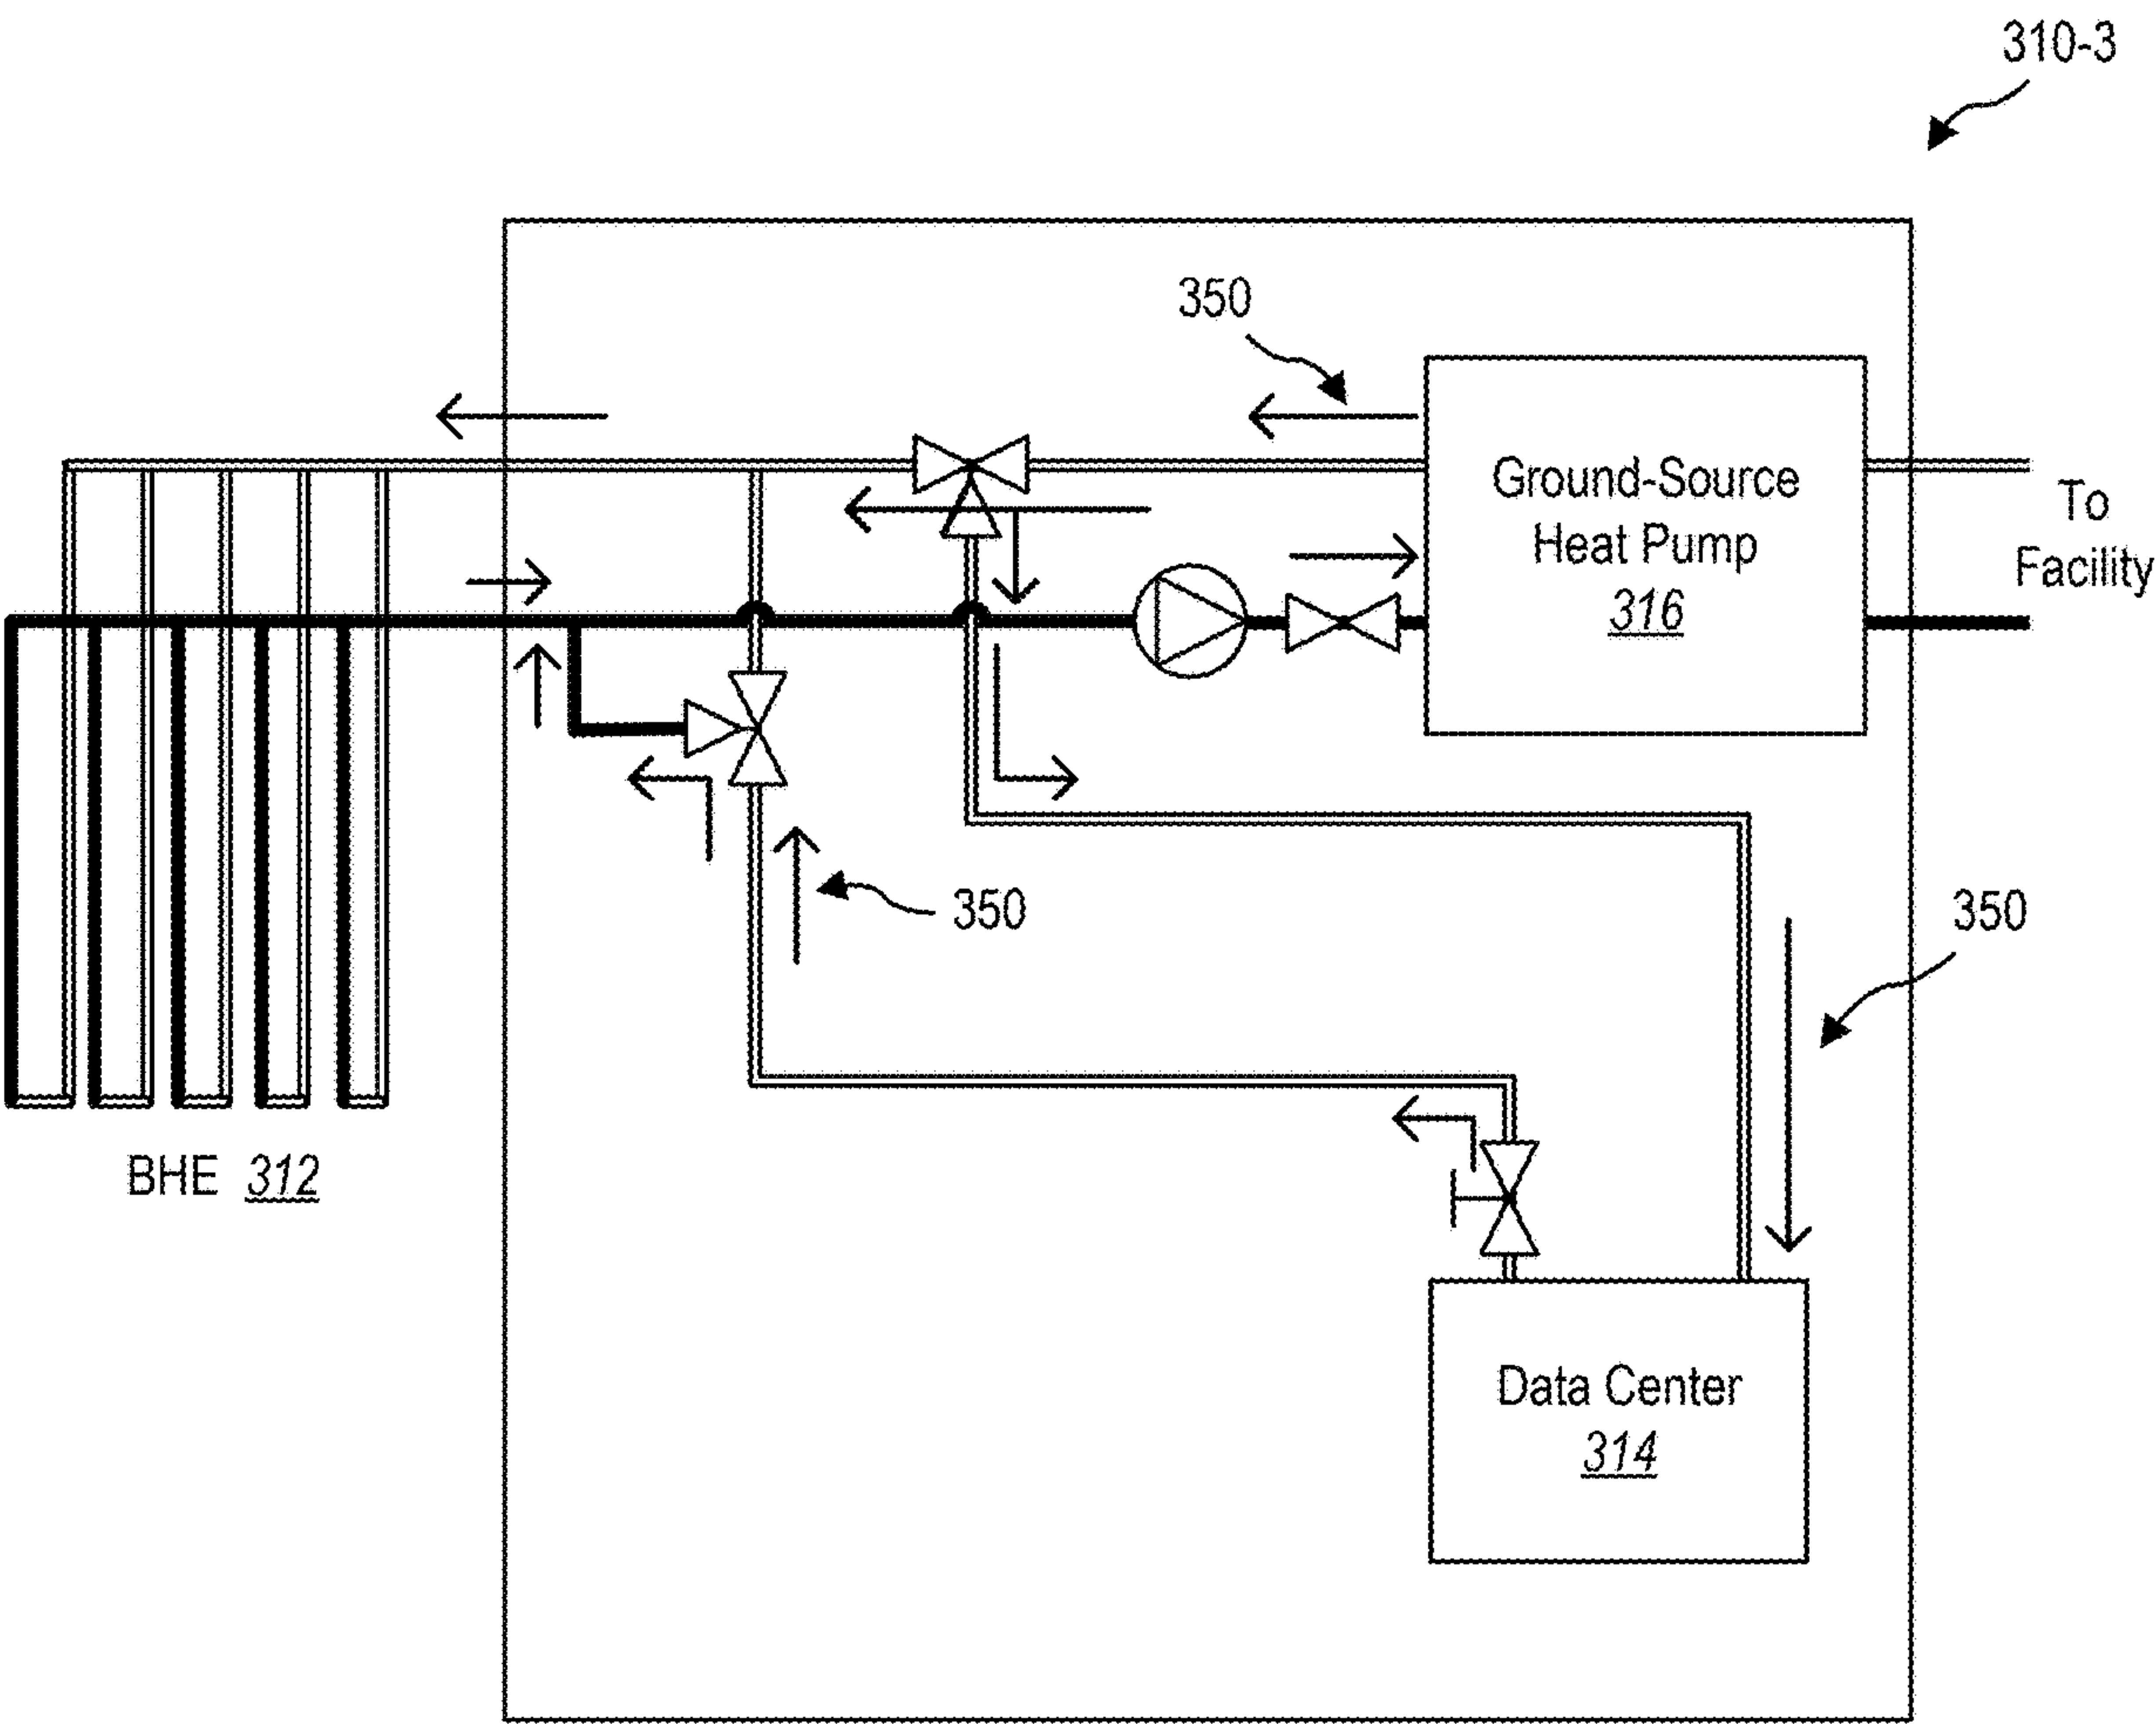 310-3
350
Ground-Source
Heat Pump
316
To
Facility
350
350
BHE 312
Data Center
314